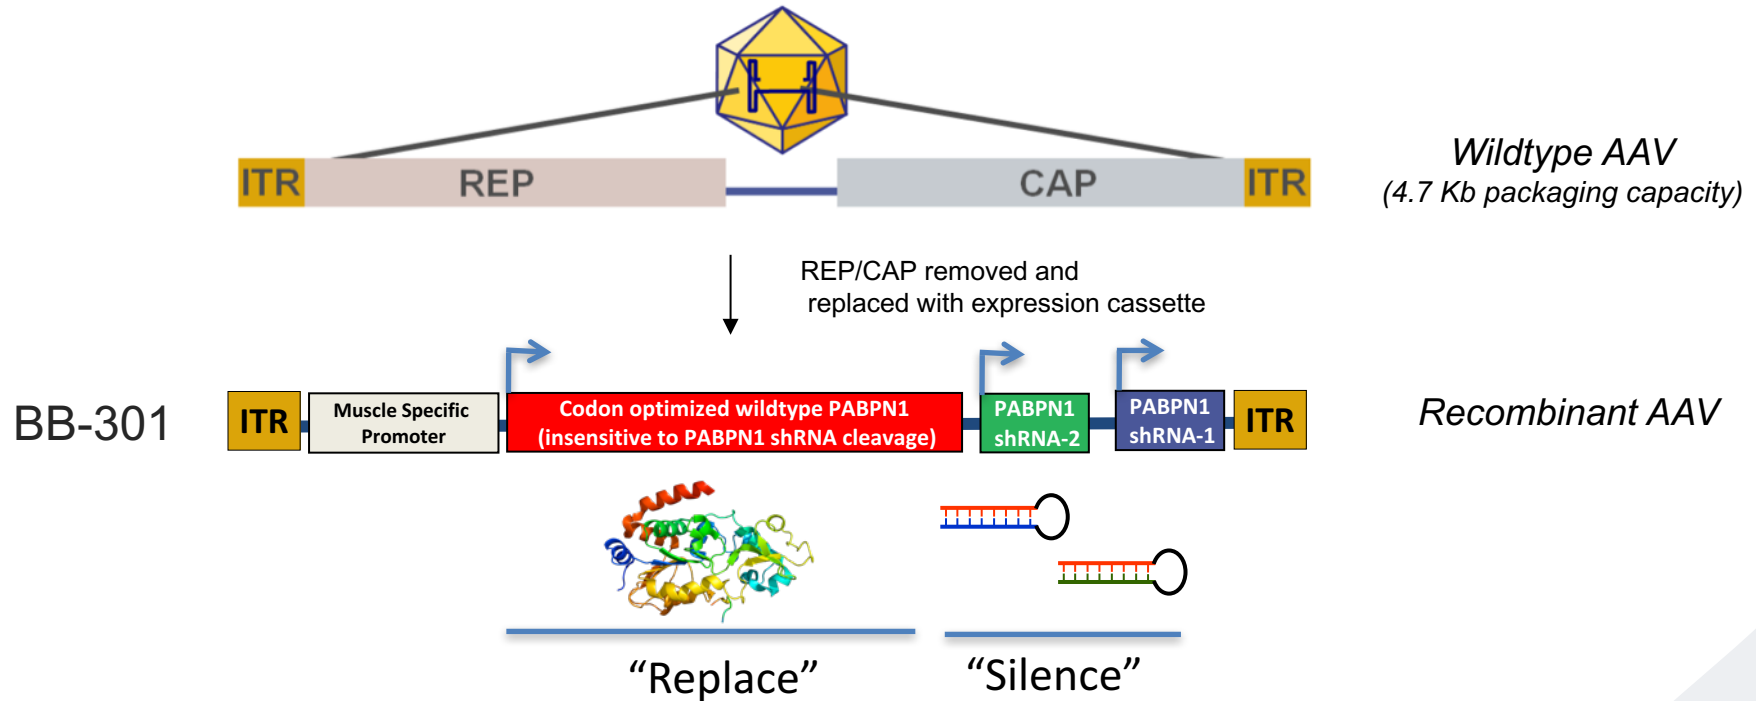 ITR REP CAP ITR
Wildtype AAV
(4.7 Kb packaging capacity)
REP/CAP removed and
replaced with expression cassette
BB-301
ITR
Muscle Specific
Promoter
Codon optimized wildtype PABPN1
(insensitive to PABPN1 shRNA cleavage)
PABPN1
shRNA-2
PABPN1
shRNA-1
ITR
Recombinant AAV
“Replace”
“Silence”